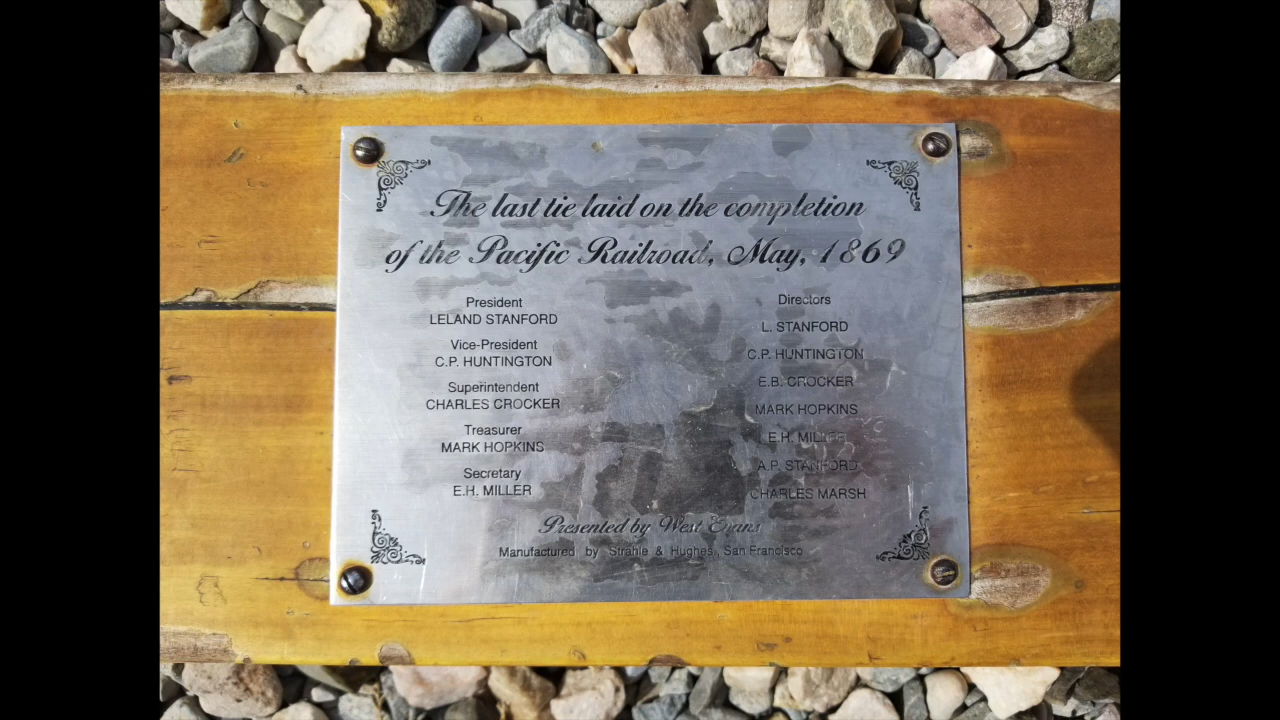 The last tie laid on the completion
of the Pacific Railroad, May, 1869
President
LELAND STANFORD
Vice-President
C.P. HUNTINGTON
Superintendent
CHARLES CROCKER
Treasurer
MARK HOPKINS
Secretary
E.H. MILLER
Directors
L. STANFORD
C.P. HUNTINGTON
E.B. CROCKER
MARK HOPKINS
E.H. MILLER
A.P. STANFORD
CHARLES MARSH
Presented by West Evans
Manufactured by Strahle & Hughes, San Francisco